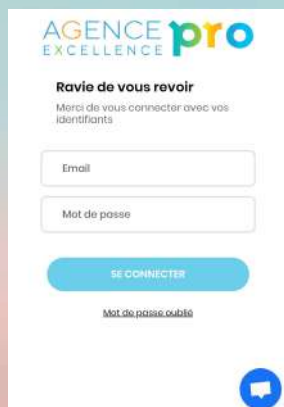 AGENCE pro
EXCELLENCE
Ravie de vous revoir
Merci de vous connecter avec vos
identifiants
Email
Mot de passe
SE CONNECTER
Mot de passe oublié